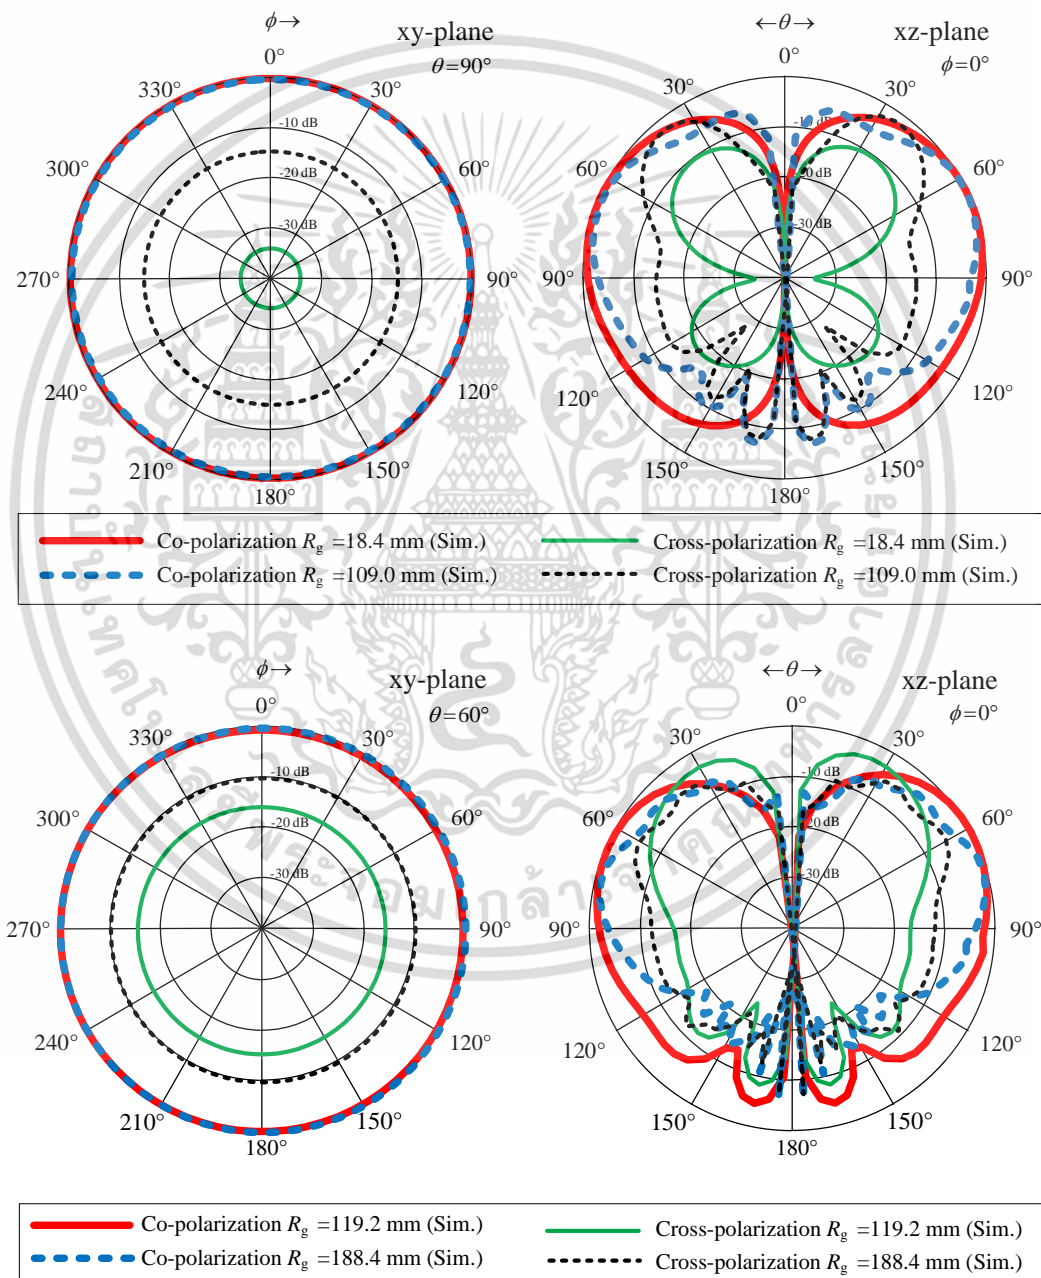 ϕ→
xy-plane
θ=90°
0°
30°
60°
90°
120°
150°
180°
210°
240°
270°
300°
330°
-10 dB
-20 dB
-30 dB
←θ→
xz-plane
ϕ=0°
0°
30°
30°
60°
60°
90°
90°
120°
120°
150°
150°
180°
-10 dB
20 dB
-30 dB
Co-polarization Rg =18.4 mm (Sim.)
Cross-polarization Rg =18.4 mm (Sim.)
Co-polarization Rg =109.0 mm (Sim.)
Cross-polarization Rg =109.0 mm (Sim.)
ϕ→
xy-plane
θ=60°
0°
30°
60°
90°
120°
150°
180°
210°
240°
270°
300°
330°
-10 dB
-20 dB
-30 dB
←θ→
xz-plane
ϕ=0°
0°
30°
30°
60°
60°
90°
90°
120°
120°
150°
150°
180°
-10 dB
20 dB
-30 dB
Co-polarization Rg =119.2 mm (Sim.)
Cross-polarization Rg =119.2 mm (Sim.)
Co-polarization Rg =188.4 mm (Sim.)
Cross-polarization Rg =188.4 mm (Sim.)